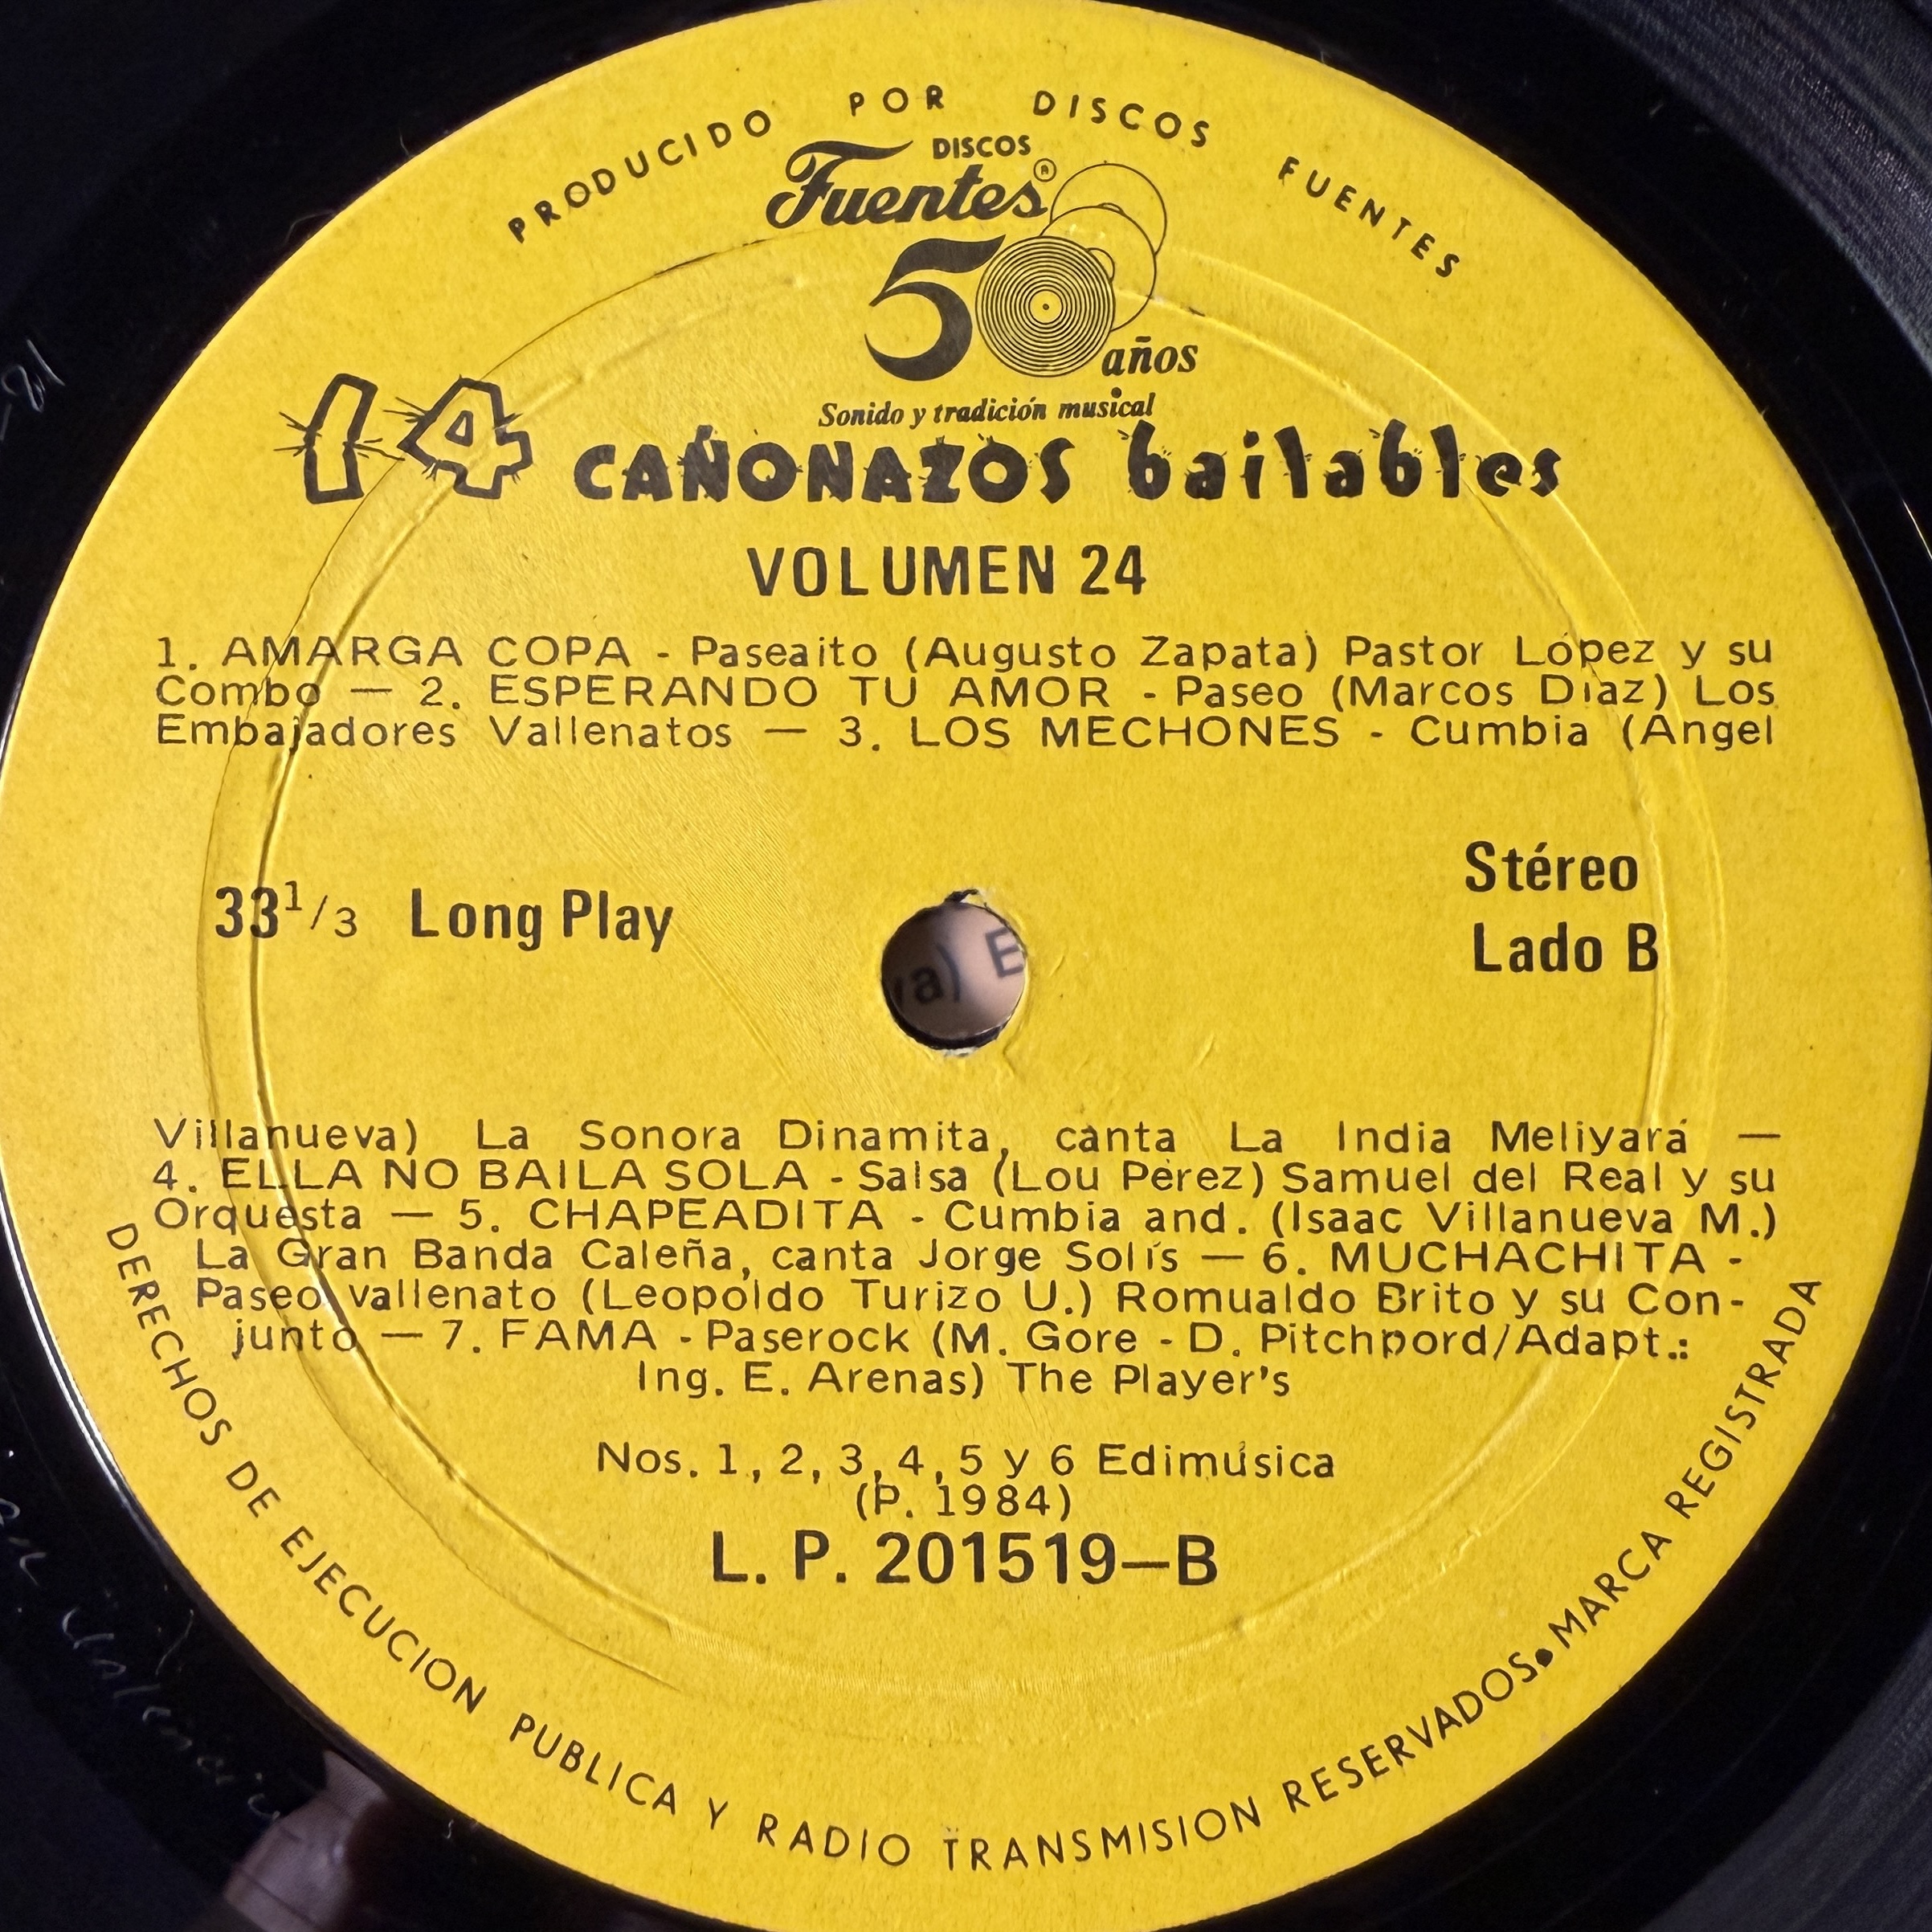 PRODUCIDO POR DISCOS FUENTES
DISCOS
Fuentes®
50
años
Sonido y tradición musical
14 CAÑONAZOS bailables
VOLUMEN 24
1. AMARGA COPA - Paseaito (Augusto Zapata) Pastor López y su
Combo — 2. ESPERANDO TU AMOR - Paseo (Marcos Díaz) Los
Embajadores Vallenatos — 3. LOS MECHONES - Cumbia (Angel
33 1/3 Long Play
Stéreo
Lado B
va) E
Villanueva) La Sonora Dinamita, canta La India Meliyará —
4. ELLA NO BAILA SOLA - Salsa (Lou Pérez) Samuel del Real y su
Orquesta — 5. CHAPEADITA - Cumbia and. (Isaac Villanueva M.)
La Gran Banda Caleña, canta Jorge Solís — 6. MUCHACHITA -
Paseo vallenato (Leopoldo Turizo U.) Romualdo Brito y su Con-
junto — 7. FAMA - Paserock (M. Gore - D. Pitchpord/Adapt.:
Ing. E. Arenas) The Player's
Nos. 1, 2, 3, 4, 5 y 6 Edimúsica
(P. 1984)
L. P. 201519—B
DERECHOS DE EJECUCION PUBLICA Y RADIO TRANSMISION RESERVADOS. MARCA REGISTRADA